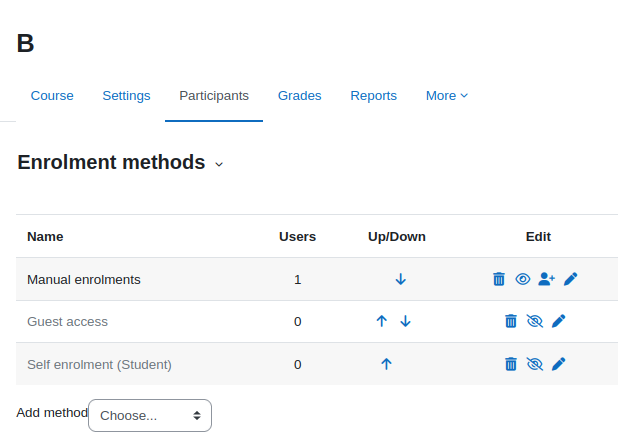 B
Course Settings Participants Grades Reports More
Enrolment methods
Name Users Up/Down Edit
Manual enrolments 1
Guest access 0
Self enrolment (Student) 0
Add method Choose...